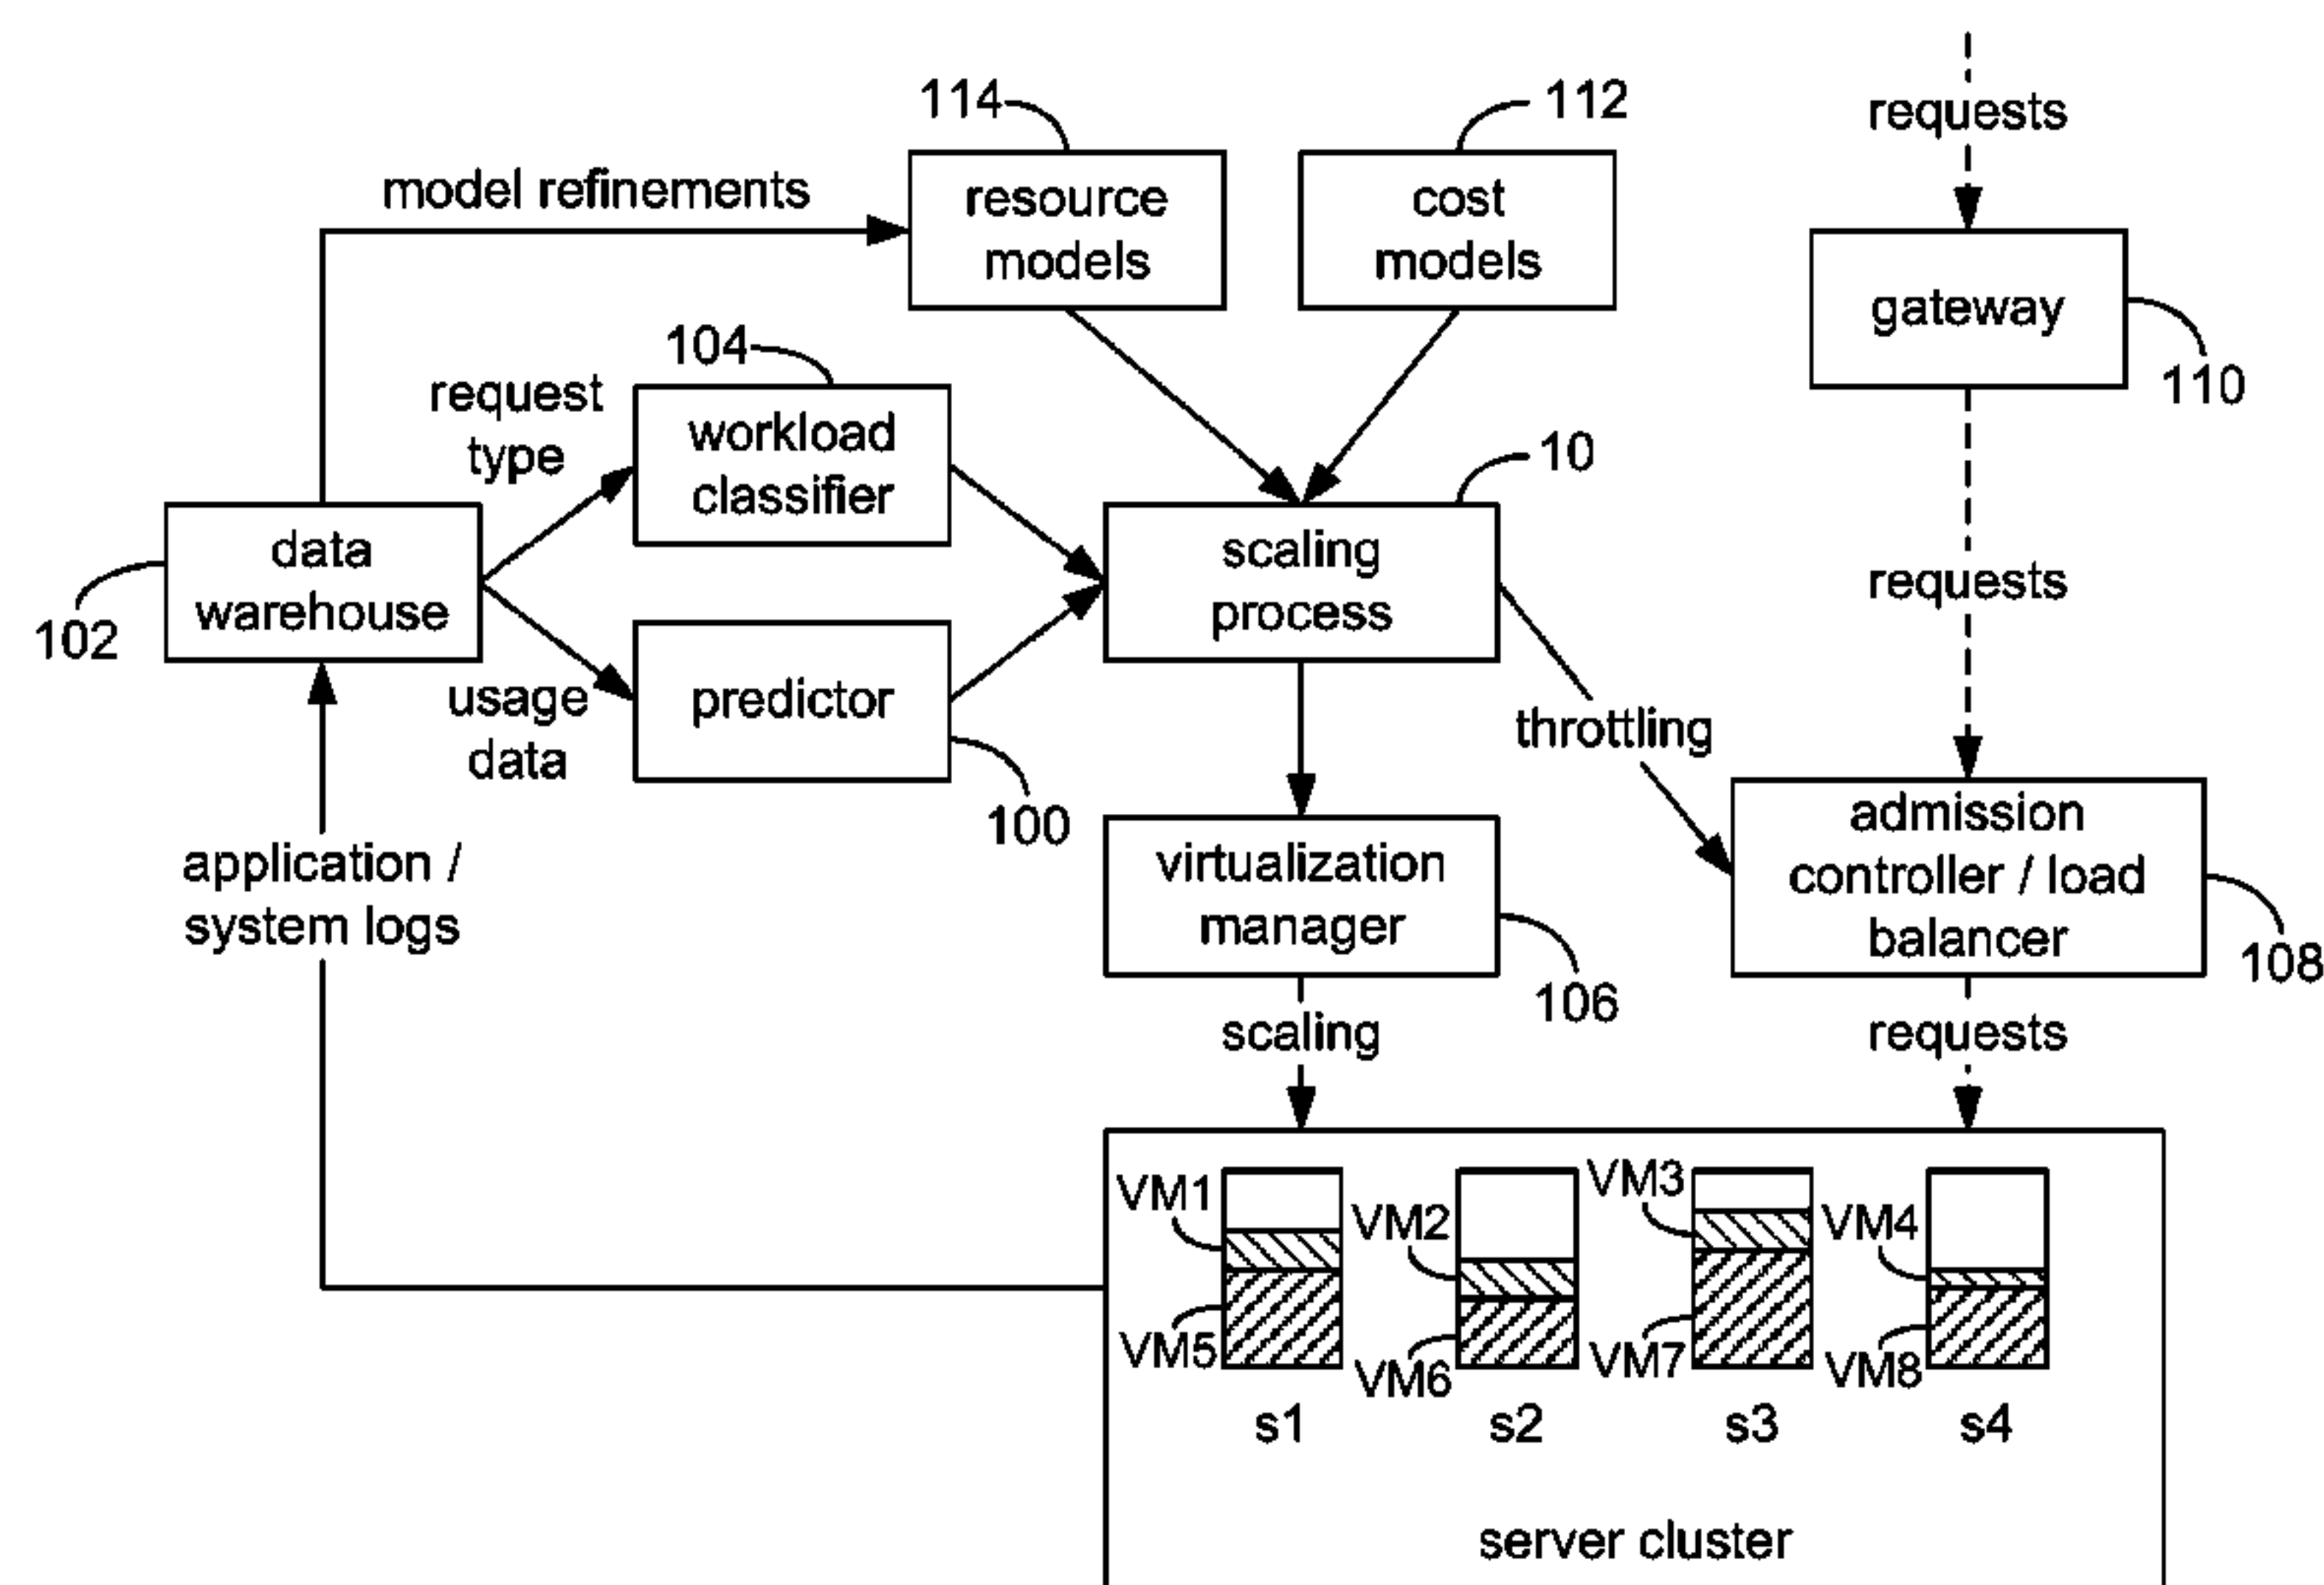 requests
114
112
model refinements
resource
models
cost
models
gateway
110
104
request
type
workload
classifier
10
data
warehouse
102
scaling
process
requests
usage
data
predictor
100
throttling
application /
system logs
virtualization
manager
106
admission
controller / load
balancer
108
scaling
requests
VM1
VM2
VM3
VM4
VM5
VM6
VM7
VM8
s1
s2
s3
s4
server cluster